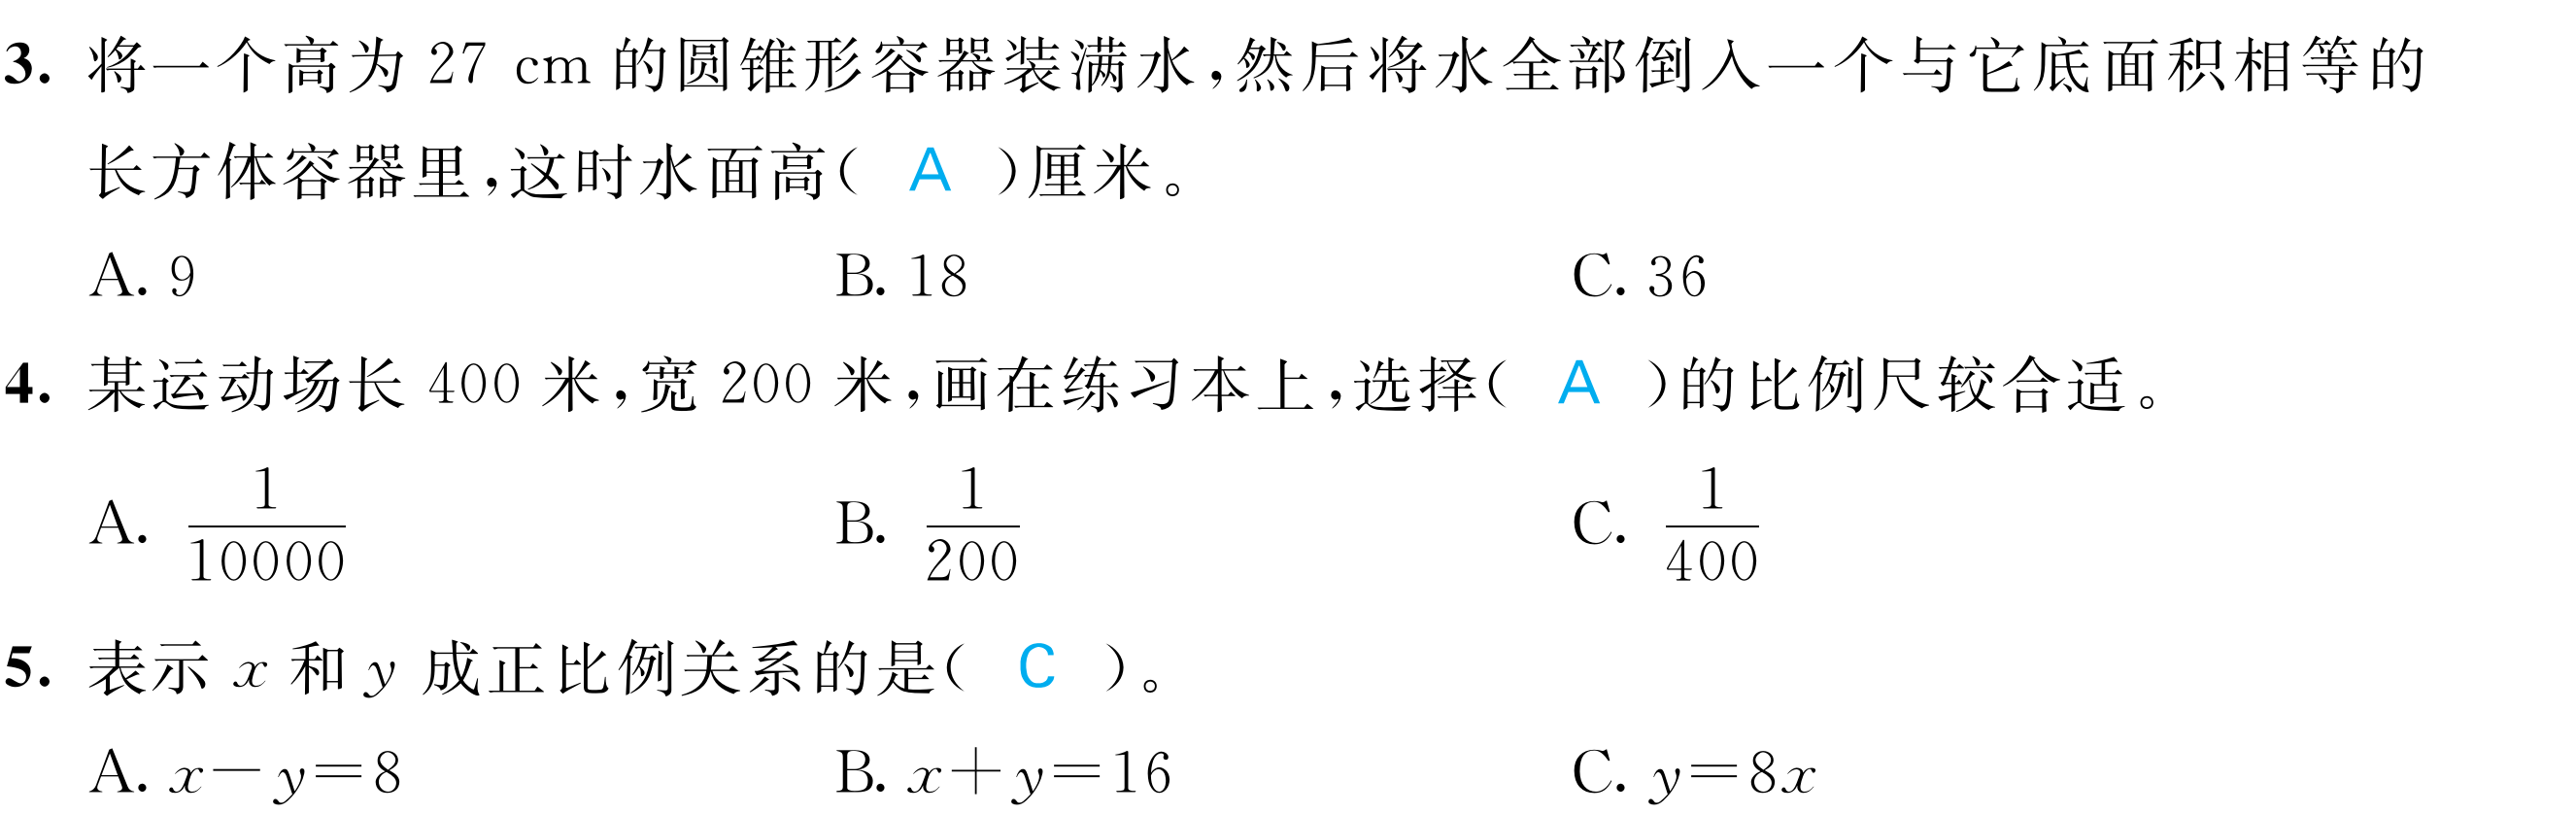 3. 将一个高为 27 cm 的圆锥形容器装满水,然后将水全部倒入一个与它底面积相等的
长方体容器里,这时水面高( A )厘米。
A. 9 B. 18 C. 36
4. 某运动场长 400 米,宽 200 米,画在练习本上,选择( A )的比例尺较合适。
A. 1/10000 B. 1/200 C. 1/400
5. 表示 x 和 y 成正比例关系的是( C )。
A. x－y＝8 B. x＋y＝16 C. y＝8x